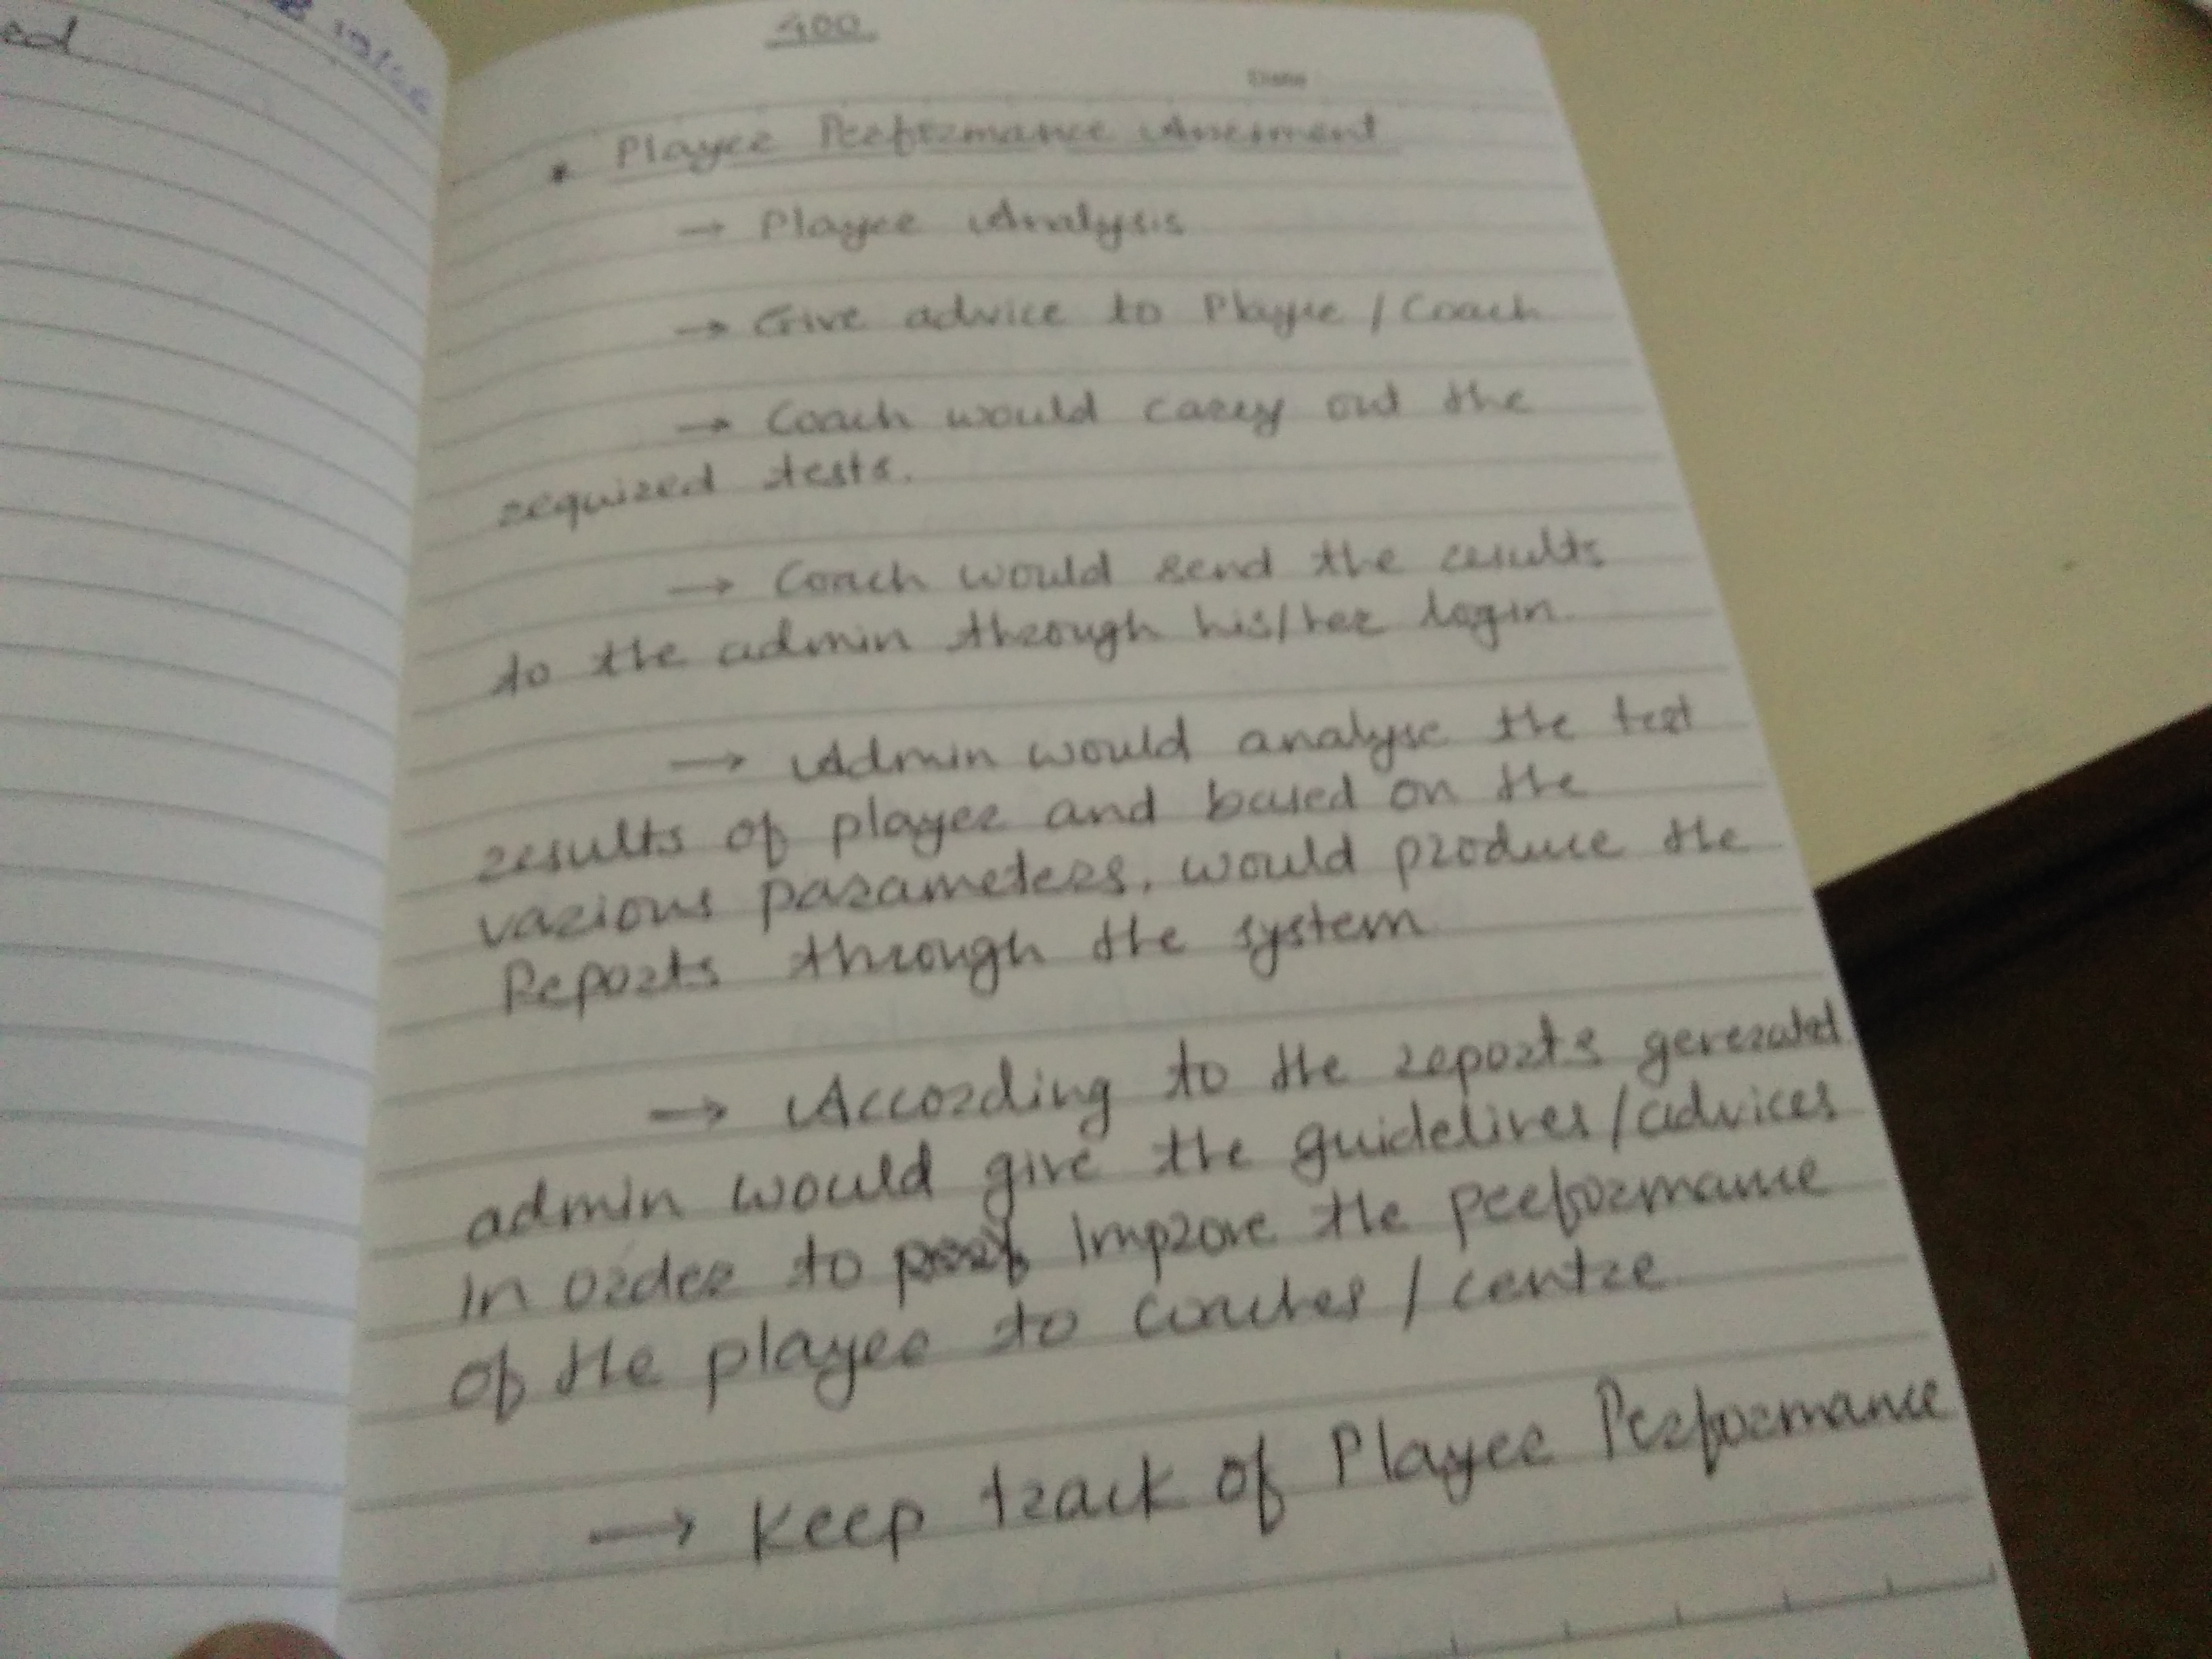 ed
400
Date
• Player Performance Assesment
→ Player Analysis
→ Give advice to Player / Coach
→ Coach would carry out the
required tests.
→ Coach would send the results
to the admin through his/her login.
→ Admin would analyse the test
results of player and based on the
various parameters, would produce the
Reports through the system
→ According to the reports generated
admin would give the guidelines/advices
in order to improve the performance
of the player to coaches / centre
→ Keep track of Player Performance